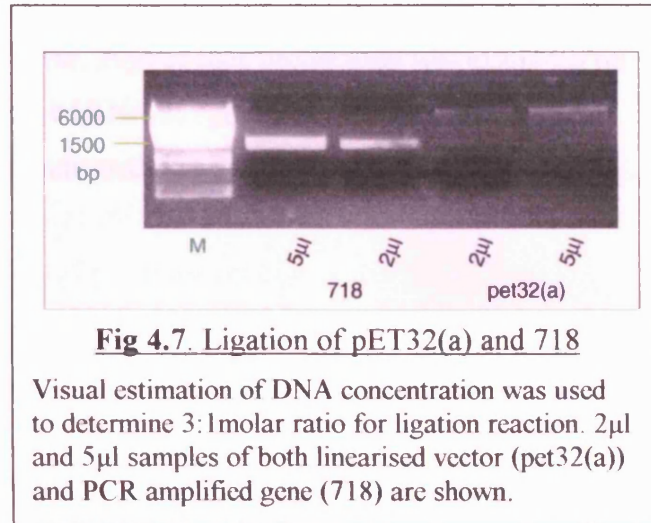 6000
1500
bp
M
5µl
2µl
2µl
5µl
718
pet32(a)
Fig 4.7. Ligation of pET32(a) and 718
Visual estimation of DNA concentration was used
to determine 3:1molar ratio for ligation reaction. 2µl
and 5µl samples of both linearised vector (pet32(a))
and PCR amplified gene (718) are shown.